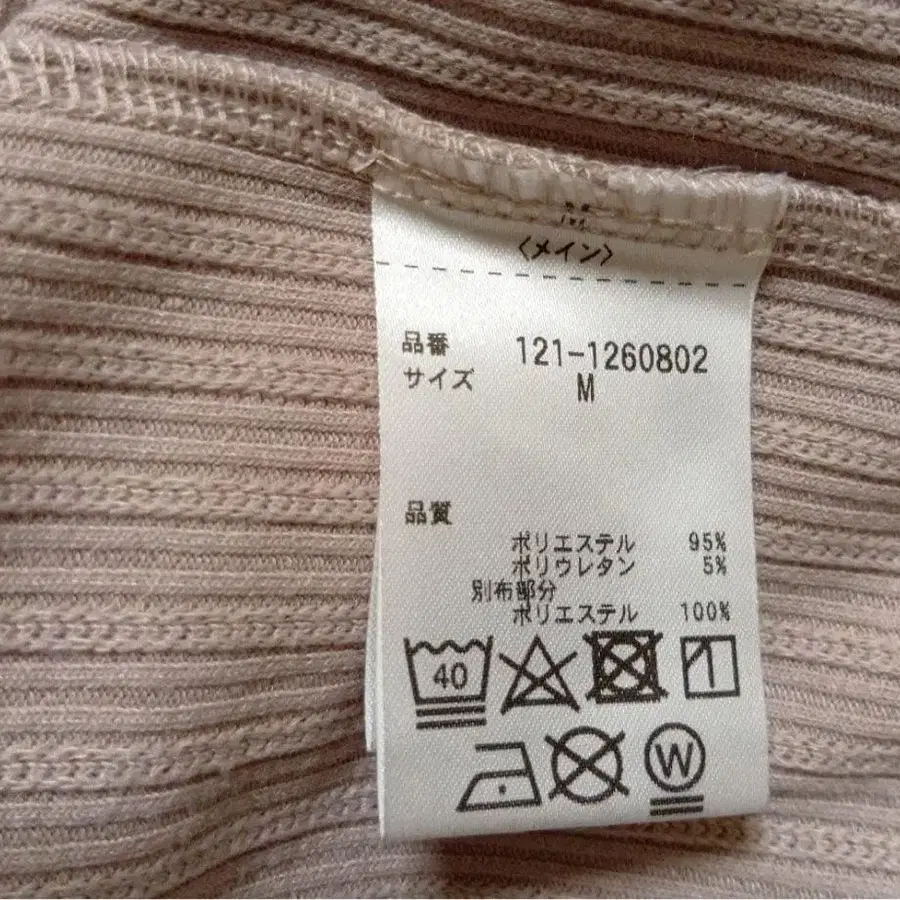 〈メイン〉
品番 121-1260802
サイズ M
品質
ポリエステル 95%
ポリウレタン 5%
別布部分
ポリエステル 100%
40
W